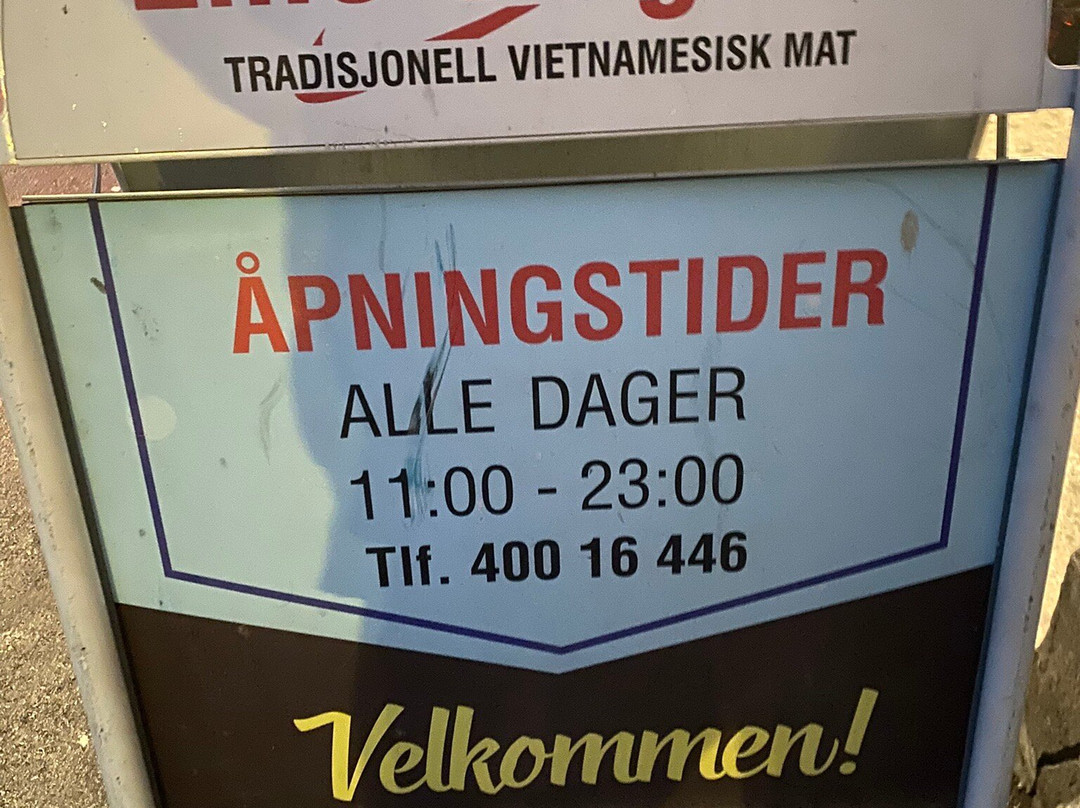 TRADISJONELL VIETNAMESISK MAT
ÅPNINGSTIDER
ALLE DAGER
11:00 - 23:00
Tlf. 400 16 446
Velkommen!